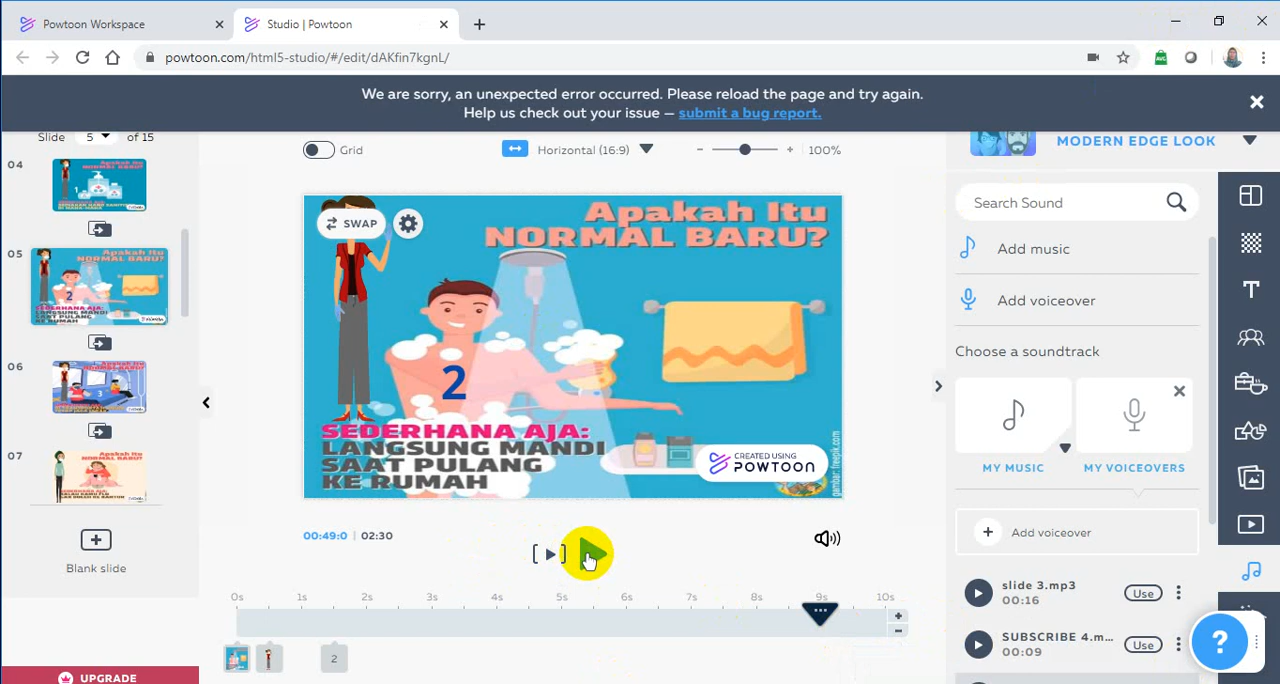 Powtoon Workspace
Studio | Powtoon
powtoon.com/html5-studio/#/edit/dAKfin7kgnL/
We are sorry, an unexpected error occurred. Please reload the page and try again.
Help us check out your issue — submit a bug report.
Slide 5 of 15
Grid
Horizontal (16:9)
100%
MODERN EDGE LOOK
04
05
06
07
Blank slide
UPGRADE
SWAP
Apakah Itu
NORMAL BARU?
2
SEDERHANA AJA:
LANGSUNG MANDI
SAAT PULANG
KE RUMAH
CREATED USING
POWTOON
gambar: freepik.com
00:49:0 | 02:30
0s 1s 2s 3s 4s 5s 6s 7s 8s 9s 10s
2
Search Sound
Add music
Add voiceover
Choose a soundtrack
MY MUSIC
MY VOICEOVERS
Add voiceover
slide 3.mp3
00:16
Use
SUBSCRIBE 4.m...
00:09
Use
?